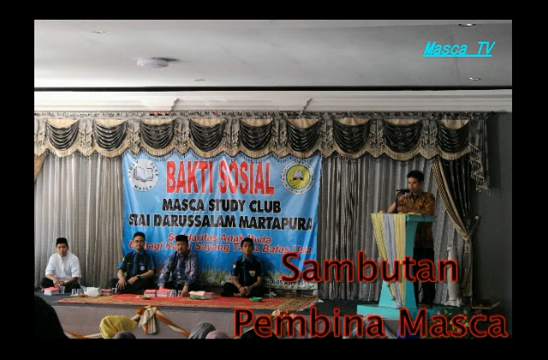 Masca TV
BAKTI SOSIAL
MASCA STUDY CLUB
STAI DARUSSALAM MARTAPURA
Sambutan
Pembina Masca